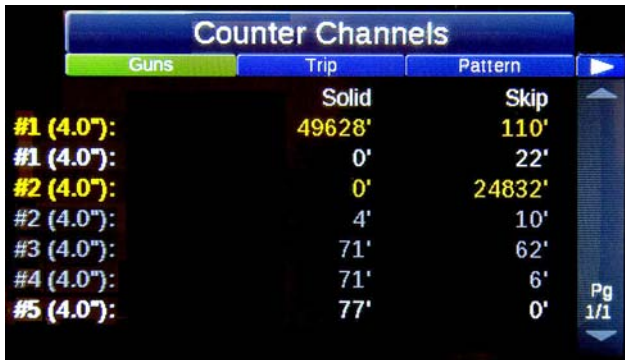 Counter Channels
Guns Trip Pattern
Solid Skip
#1 (4.0"): 49628' 110'
#1 (4.0"): 0' 22'
#2 (4.0"): 0' 24832'
#2 (4.0"): 4' 10'
#3 (4.0"): 71' 62'
#4 (4.0"): 71' 6'
#5 (4.0"): 77' 0'
Pg
1/1